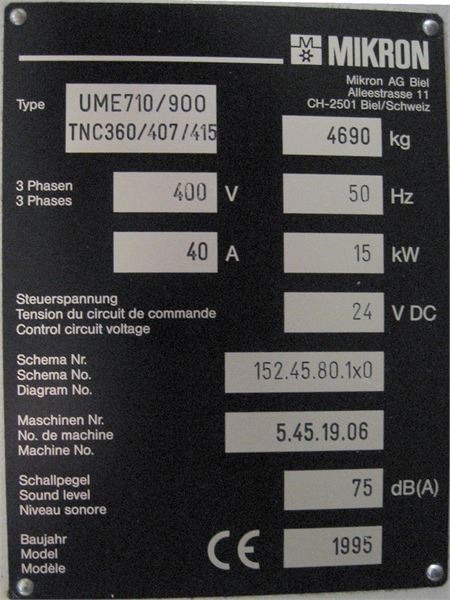 M MIKRON
Mikron AG Biel
Alleestrasse 11
CH-2501 Biel/Schweiz
Type UME710/900
TNC360/407/415 4690 kg
3 Phasen
3 Phases 400 V 50 Hz
40 A 15 kW
Steuerspannung
Tension du circuit de commande
Control circuit voltage 24 V DC
Schema Nr.
Schema No.
Diagram No. 152.45.80.1x0
Maschinen Nr.
No. de machine
Machine No. 5.45.19.06
Schallpegel
Sound level
Niveau sonore 75 dB(A)
Baujahr
Model
Modèle CE 1995